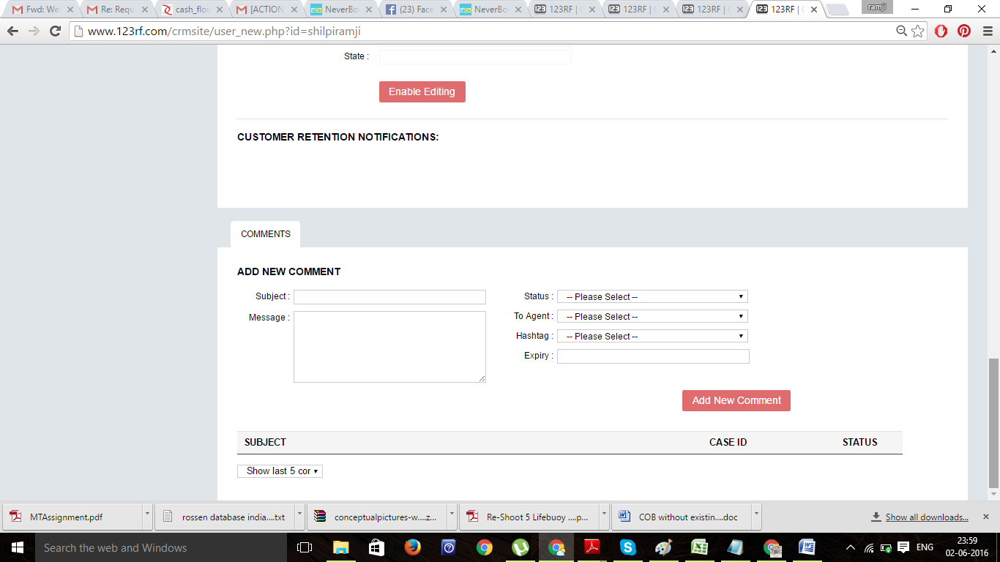 Fwd: We
Re: Requ
cash_flow
[ACTION
NeverBo
(23) Face
NeverBo
123RF | C
123RF | C
123RF | C
123RF | C
ramji
www.123rf.com/crmsite/user_new.php?id=shilpiramji
State :
Enable Editing
CUSTOMER RETENTION NOTIFICATIONS:
COMMENTS
ADD NEW COMMENT
Subject :
Message :
Status : -- Please Select --
To Agent : -- Please Select --
Hashtag : -- Please Select --
Expiry :
Add New Comment
SUBJECT CASE ID STATUS
Show last 5 cor
MTAssignment.pdf
rossen database india....txt
conceptualpictures-w....z...
Re-Shoot 5 Lifebuoy ....p...
COB without existin....doc
Show all downloads...
Search the web and Windows
ENG
23:59
02-06-2016